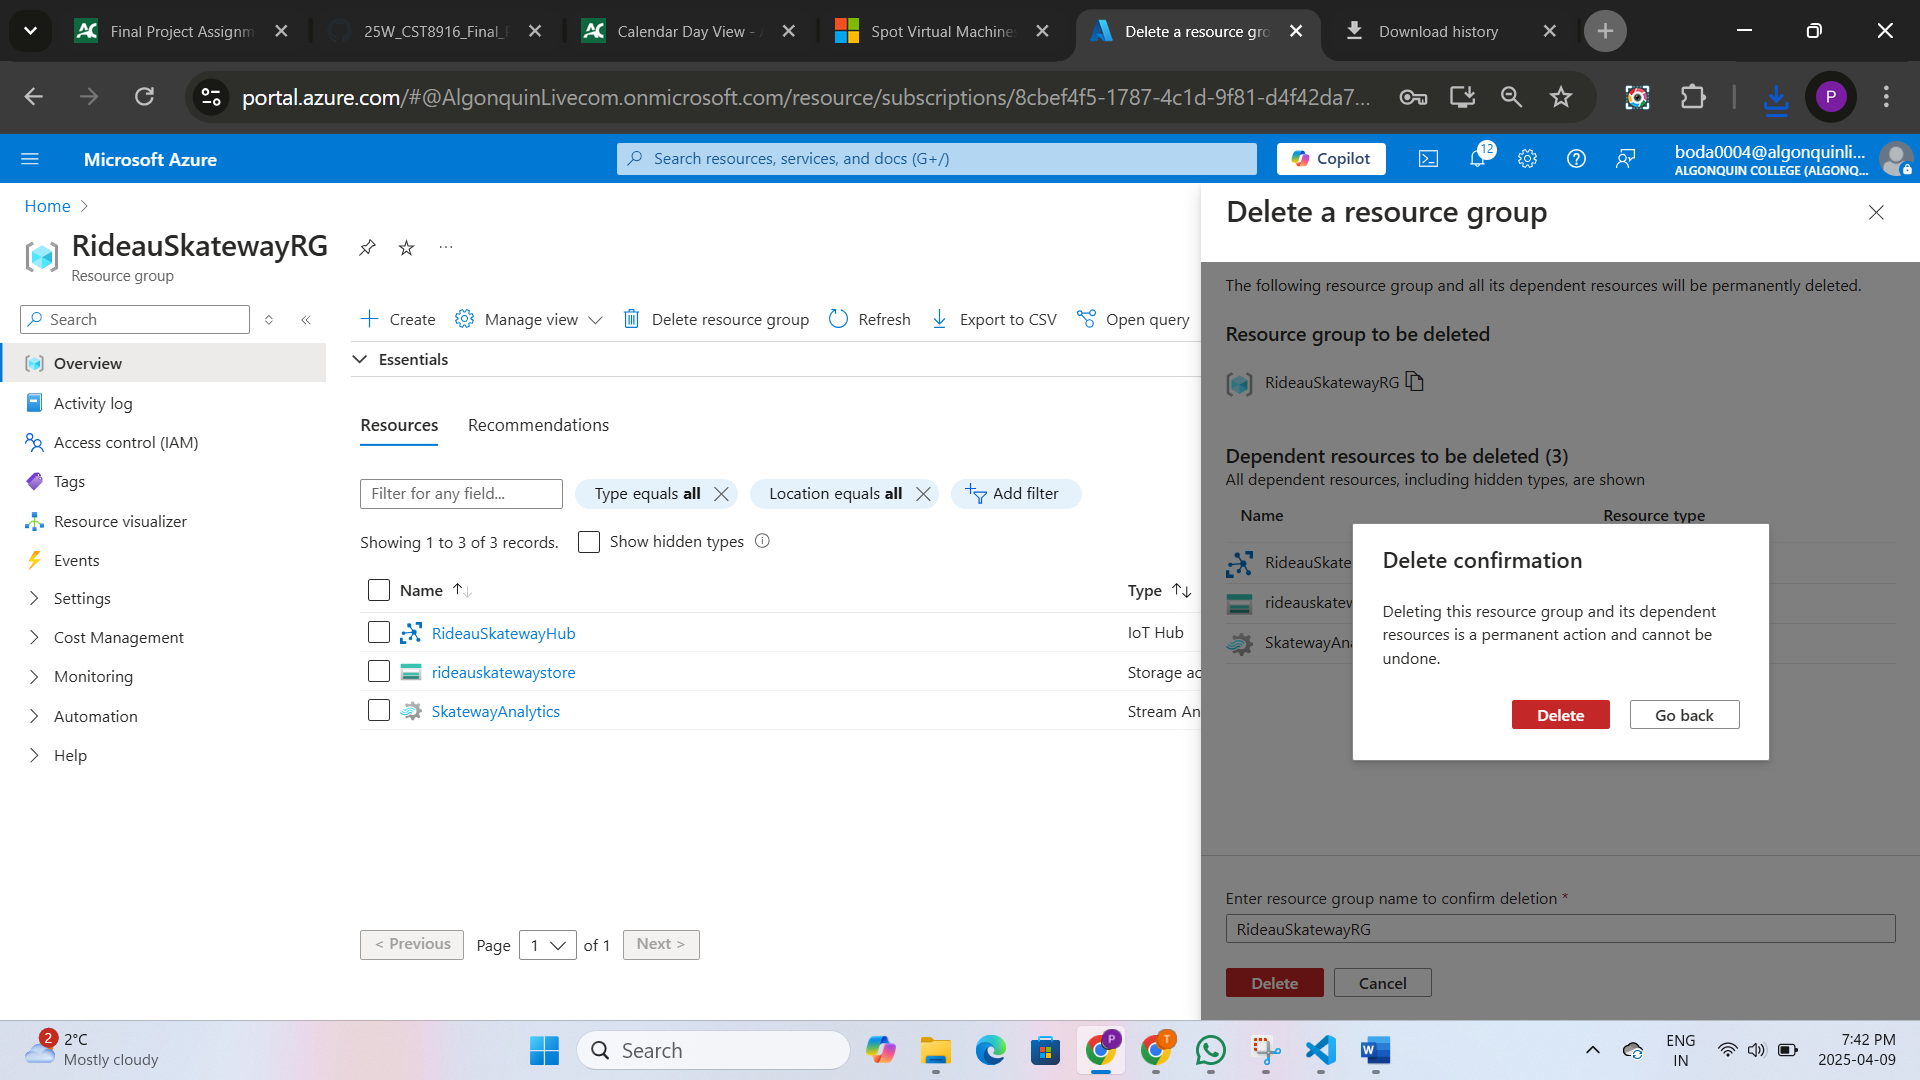 Final Project Assignm
25W_CST8916_Final_
Calendar Day View -
Spot Virtual Machine
Delete a resource gro
Download history
portal.azure.com/#@AlgonquinLivecom.onmicrosoft.com/resource/subscriptions/8cbef4f5-1787-4c1d-9f81-d4f42da7...
P
Microsoft Azure
Search resources, services, and docs (G+/)
Copilot
12
boda0004@algonquinli...
ALGONQUIN COLLEGE (ALGONQ...
Home
RideauSkatewayRG
Resource group
Search
Overview
Activity log
Access control (IAM)
Tags
Resource visualizer
Events
Settings
Cost Management
Monitoring
Automation
Help
Create
Manage view
Delete resource group
Refresh
Export to CSV
Open query
Essentials
Resources
Recommendations
Filter for any field...
Type equals all
Location equals all
Add filter
Showing 1 to 3 of 3 records.
Show hidden types
Name
Type
RideauSkatewayHub
IoT Hub
rideauskatewaystore
Storage ac
SkatewayAnalytics
Stream An
< Previous
Page
1
of 1
Next >
Delete a resource group
The following resource group and all its dependent resources will be permanently deleted.
Resource group to be deleted
RideauSkatewayRG
Dependent resources to be deleted (3)
All dependent resources, including hidden types, are shown
Name
Resource type
RideauSkate
rideauskatew
SkatewayAna
Delete confirmation
Deleting this resource group and its dependent
resources is a permanent action and cannot be
undone.
Delete
Go back
Enter resource group name to confirm deletion *
RideauSkatewayRG
Delete
Cancel
2
2°C
Mostly cloudy
Search
P
T
ENG
IN
7:42 PM
2025-04-09